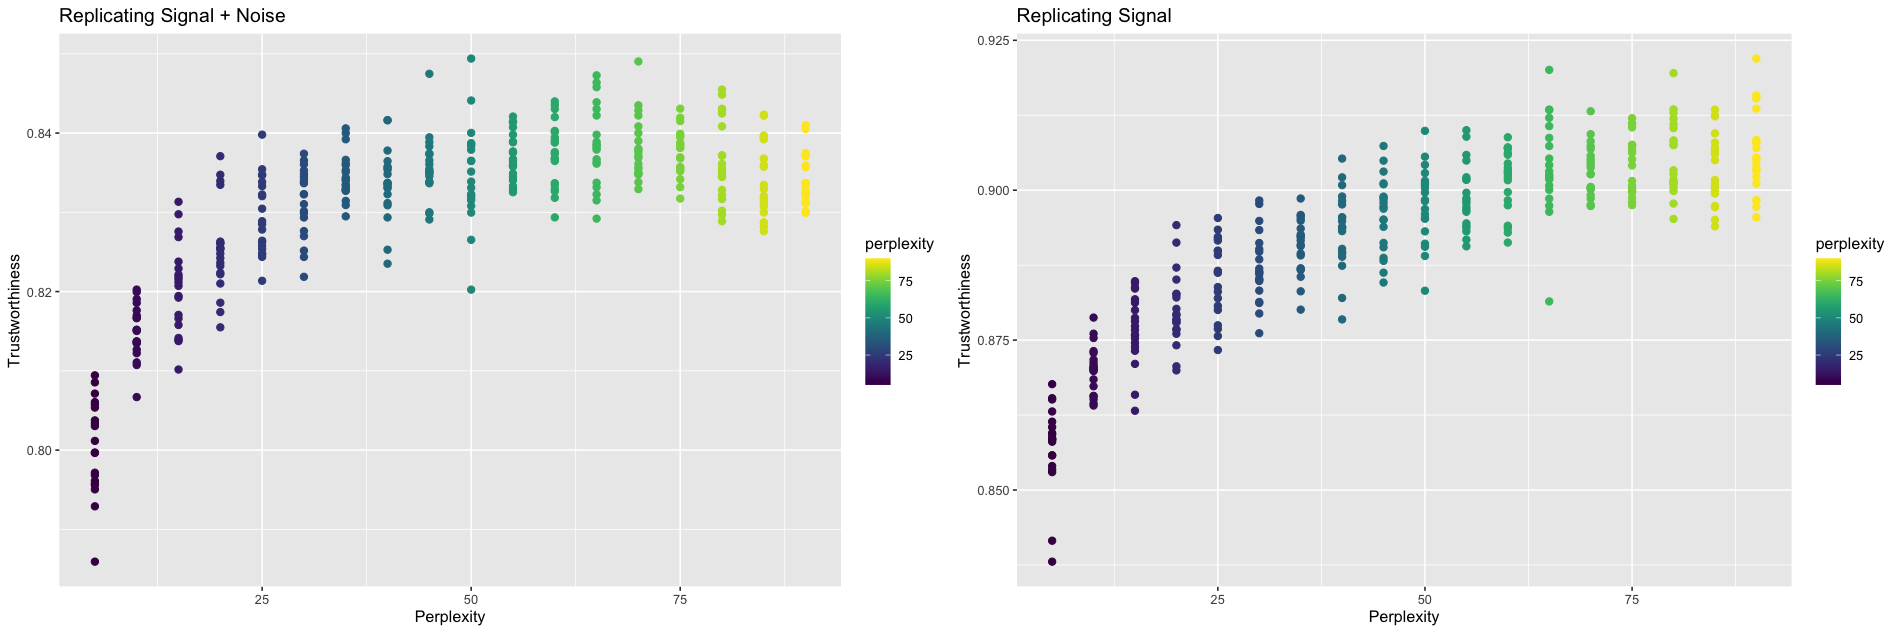 Replicating Signal + Noise
Trustworthiness
0.84
0.82
0.80
25
50
75
Perplexity
perplexity
75
50
25
Replicating Signal
Trustworthiness
0.925
0.900
0.875
0.850
25
50
75
Perplexity
perplexity
75
50
25